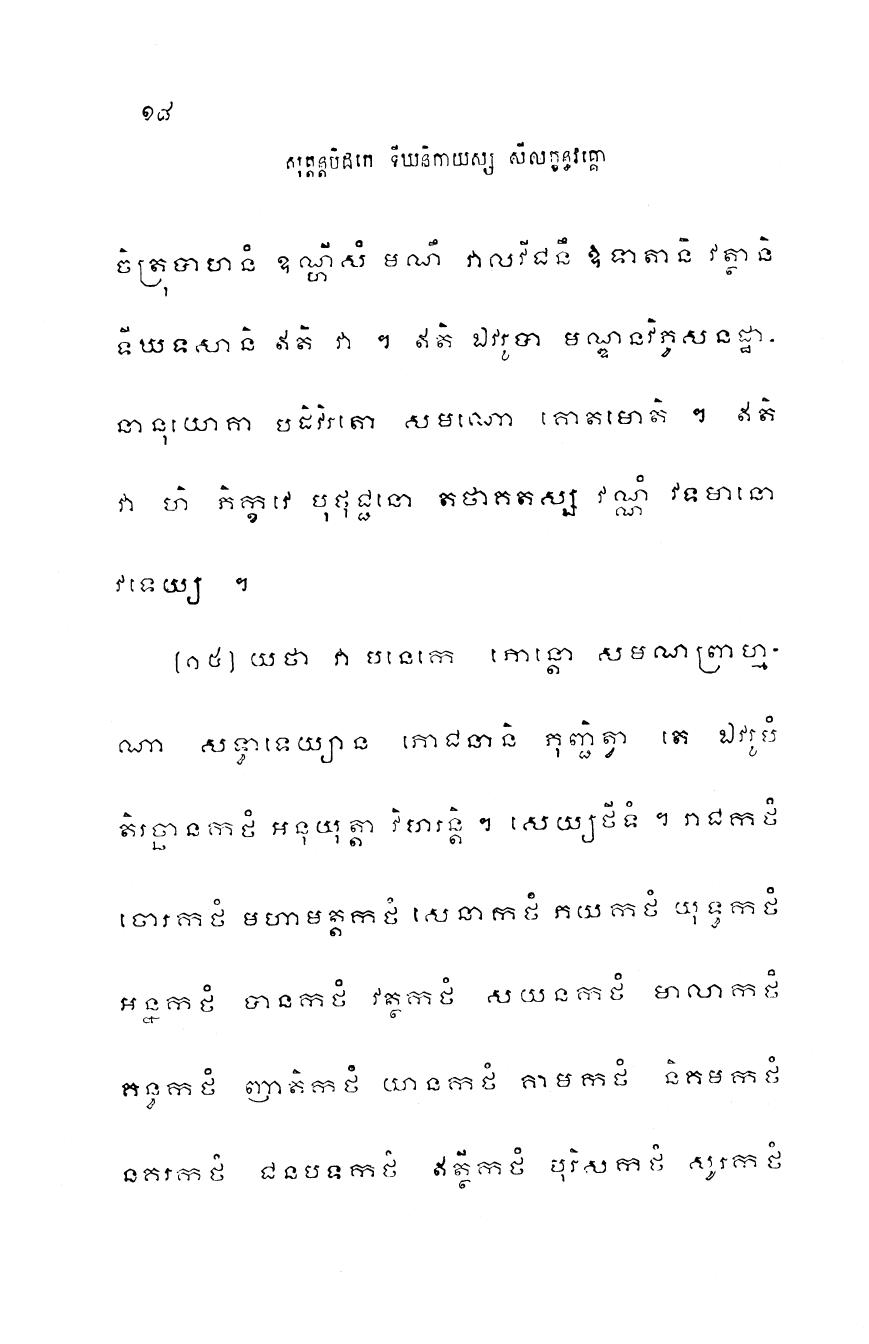 ១៨
សុត្តន្តបិដកេ ទីឃនិកាយស្ស សីលក្ខន្ធវគ្គោ
ចិត្រុបាហនំ ឧណ្ហីសំ មណឹ វាលវីជនឹ ឱទាតានិ វត្ថានិ
ទីឃទសានិ ឥតិ វា ។ ឥតិ ឯវរូបា មណ្ឌនវិភូសនដ្ឋា-
នានុយោគា បដិវិរតោ សមណោ គោតមោតិ ។ ឥតិ
វា ហិ ភិក្ខវេ បុថុជ្ជនោ តថាគតស្ស វណ្ណំ វទមានោ
វទេយ្យ ។
(១៥) យថា វា បនេកេ ភោន្តោ សមណព្រាហ្ម-
ណា សទ្ធាទេយ្យានិ ភោជនានិ ភុញ្ជិត្វា តេ ឯវរូបំ
តិរច្ឆានកថំ អនុយុត្តា វិហរន្តិ ។ សេយ្យថីទំ ។ រាជកថំ
ចោរកថំ មហាមត្តកថំ សេនាកថំ ភយកថំ យុទ្ធកថំ
អន្នកថំ បានកថំ វត្ថកថំ សយនកថំ មាលាកថំ
គន្ធកថំ ញាតិកថំ យានកថំ គាមកថំ និគមកថំ
នគរកថំ ជនបទកថំ ឥត្ថីកថំ បុរិសកថំ សូរកថំ